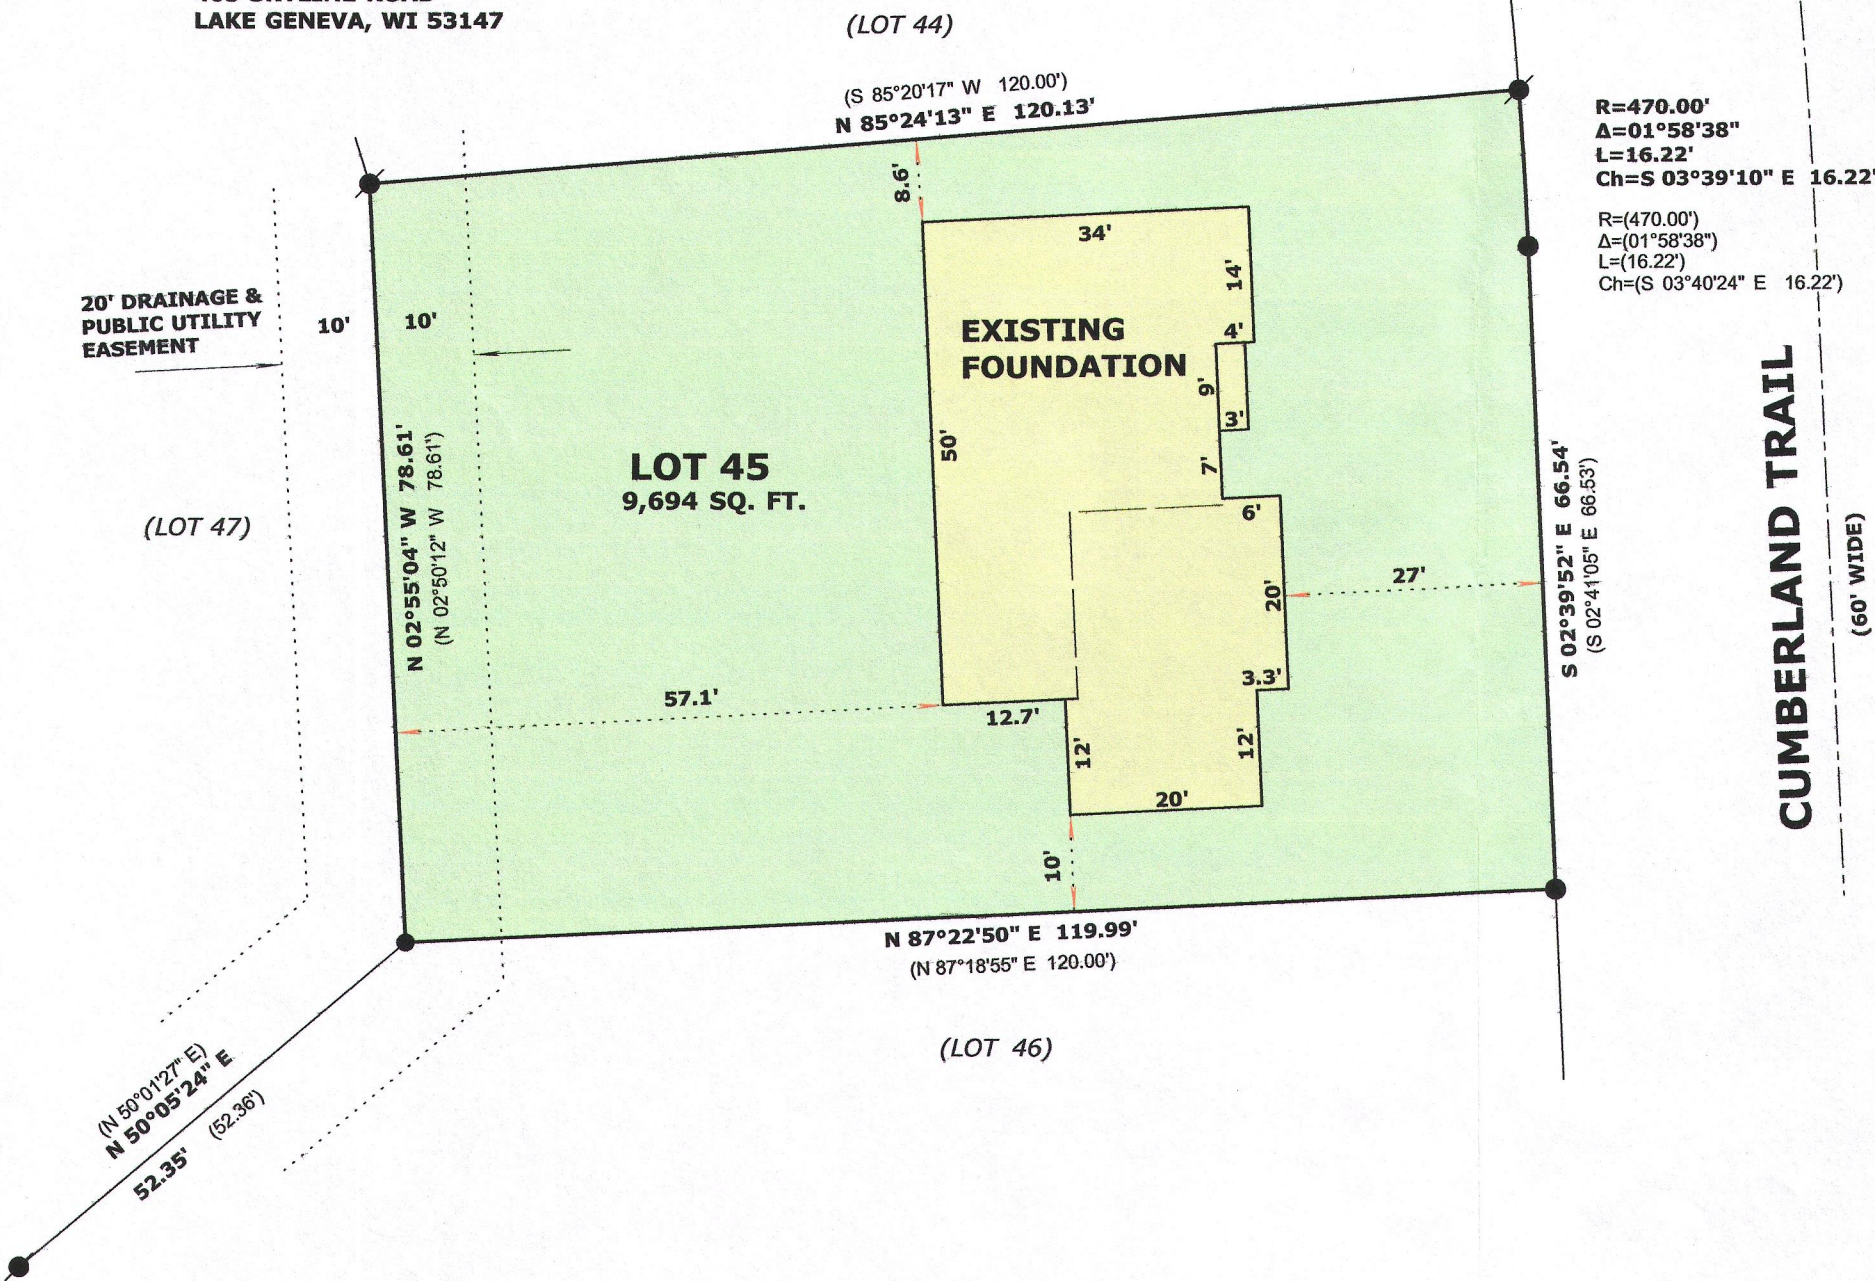 LAKE GENEVA, WI 53147
(LOT 44)
(S 85°20'17" W 120.00')
N 85°24'13" E 120.13'
R=470.00'
Δ=01°58'38"
L=16.22'
Ch=S 03°39'10" E 16.22'
R=(470.00')
Δ=(01°58'38")
L=(16.22')
Ch=(S 03°40'24" E 16.22')
8.6'
34'
14'
20' DRAINAGE &
PUBLIC UTILITY
EASEMENT
10'
10'
EXISTING
FOUNDATION
4'
9'
3'
50'
7'
LOT 45
9,694 SQ. FT.
(LOT 47)
N 02°55'04" W 78.61'
(N 02°50'12" W 78.61')
6'
20'
27'
S 02°39'52" E 66.54'
(S 02°41'05" E 66.53')
CUMBERLAND TRAIL
(60' WIDE)
3.3'
57.1'
12.7'
12'
12'
20'
10'
N 87°22'50" E 119.99'
(N 87°18'55" E 120.00')
(LOT 46)
(N 50°01'27" E)
N 50°05'24" E
52.35' (52.36')